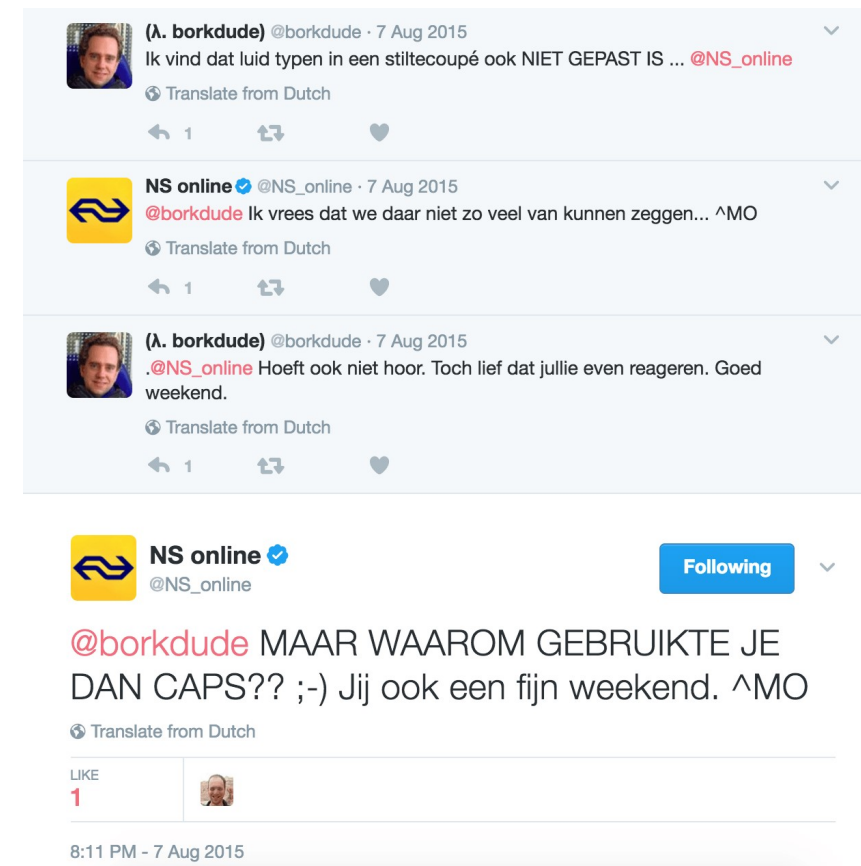 (λ. borkdude) @borkdude · 7 Aug 2015
Ik vind dat luid typen in een stiltecoupé ook NIET GEPAST IS ... @NS_online
Translate from Dutch
1
NS online @NS_online · 7 Aug 2015
@borkdude Ik vrees dat we daar niet zo veel van kunnen zeggen... ^MO
Translate from Dutch
1
(λ. borkdude) @borkdude · 7 Aug 2015
.@NS_online Hoeft ook niet hoor. Toch lief dat jullie even reageren. Goed
weekend.
Translate from Dutch
1
NS online
Following
@NS_online
@borkdude MAAR WAAROM GEBRUIKTE JE
DAN CAPS?? ;-) Jij ook een fijn weekend. ^MO
Translate from Dutch
LIKE
1
8:11 PM - 7 Aug 2015